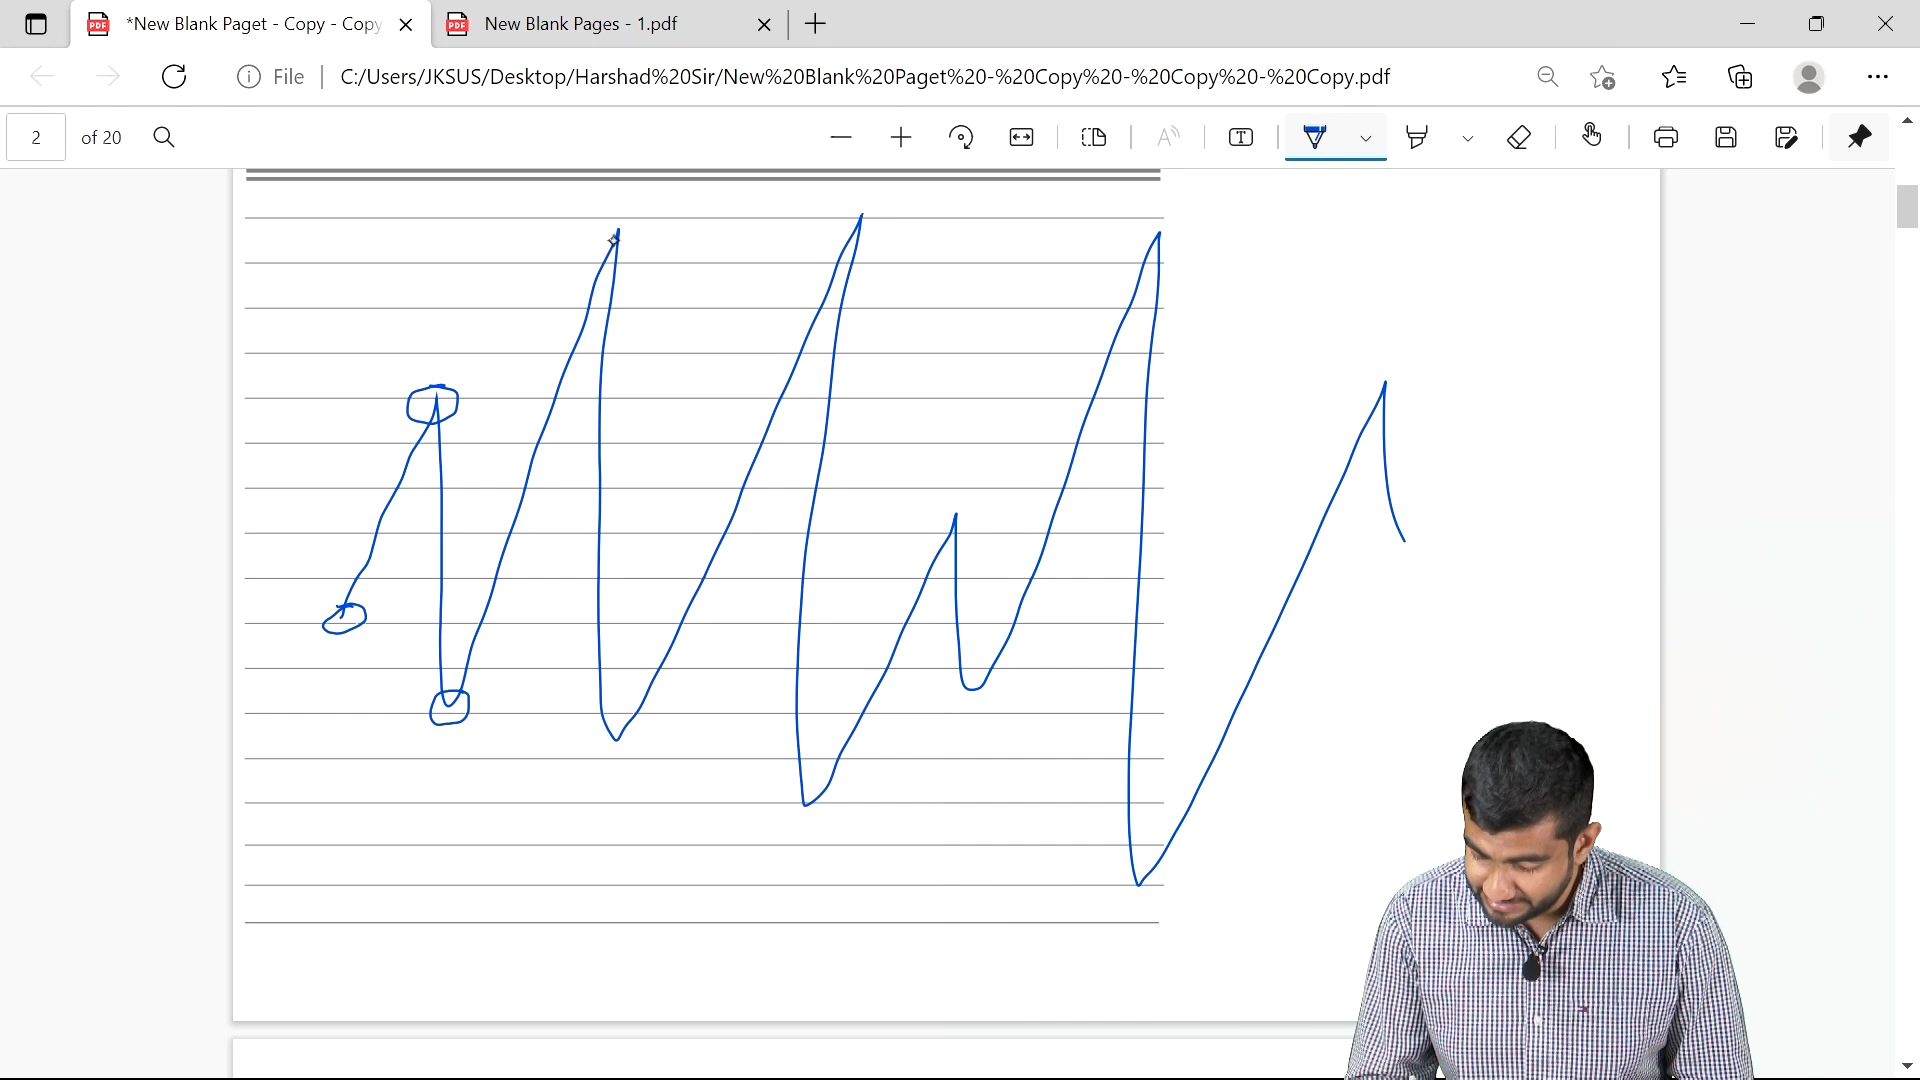 *New Blank Paget - Copy - Copy
New Blank Pages - 1.pdf
File
C:/Users/JKSUS/Desktop/Harshad%20Sir/New%20Blank%20Paget%20-%20Copy%20-%20Copy%20-%20Copy.pdf
2 of 20